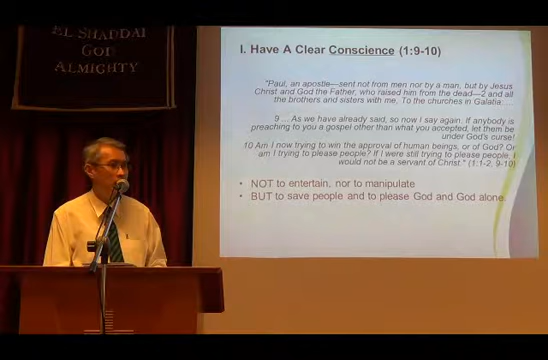 EL SHADDAI
GOD
ALMIGHTY
I. Have A Clear Conscience (1:9-10)
"Paul, an apostle—sent not from men nor by a man, but by Jesus
Christ and God the Father, who raised him from the dead—2 and all
the brothers and sisters with me, To the churches in Galatia:...
9 ... As we have already said, so now I say again: If anybody is
preaching to you a gospel other than what you accepted, let them be
under God's curse!
10 Am I now trying to win the approval of human beings, or of God? Or
am I trying to please people? If I were still trying to please people, I
would not be a servant of Christ." (1:1-2, 9-10)
• NOT to entertain, nor to manipulate
• BUT to save people and to please God and God alone.